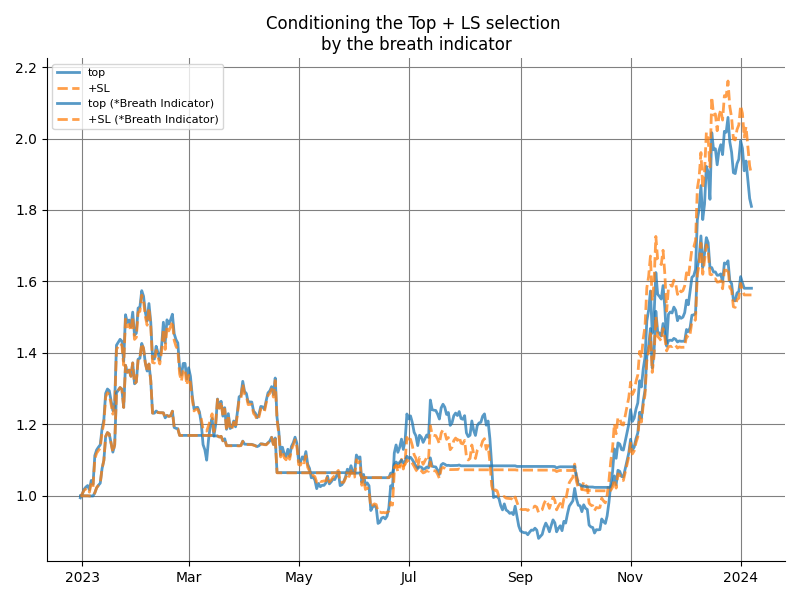 Conditioning the Top + LS selection
by the breath indicator
top
+SL
top (*Breath Indicator)
+SL (*Breath Indicator)
2.2
2.0
1.8
1.6
1.4
1.2
1.0
2023
Mar
May
Jul
Sep
Nov
2024